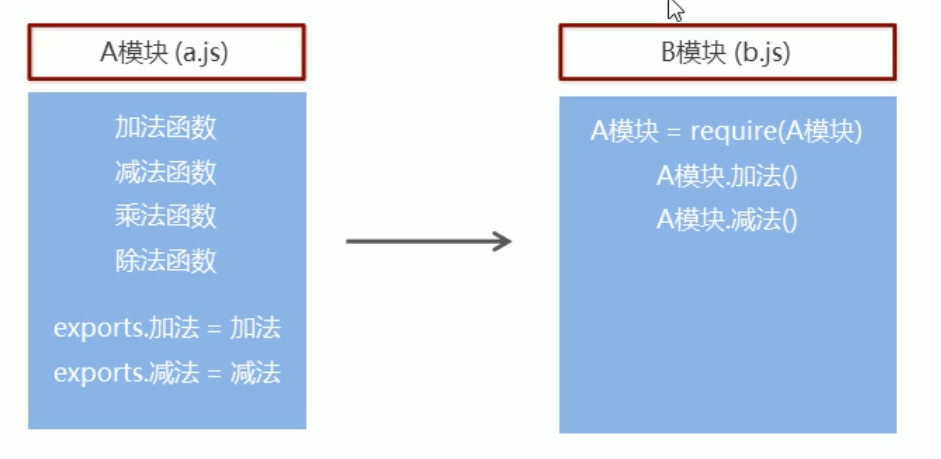 A模块 (a.js)
加法函数
减法函数
乘法函数
除法函数
exports.加法 = 加法
exports.减法 = 减法
B模块 (b.js)
A模块 = require(A模块)
A模块.加法()
A模块.减法()